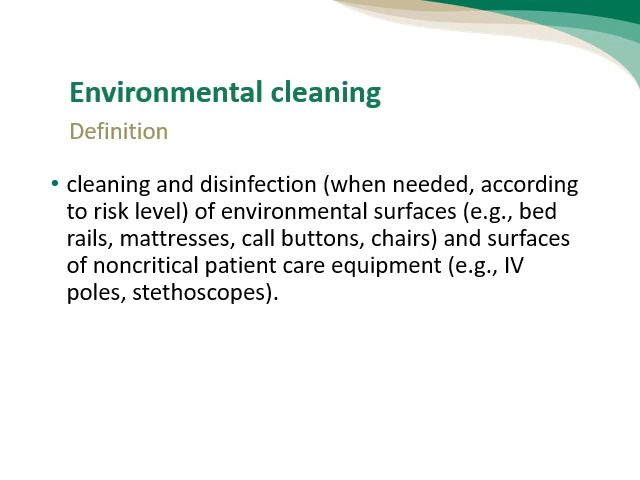 Environmental cleaning
Definition
• cleaning and disinfection (when needed, according
to risk level) of environmental surfaces (e.g., bed
rails, mattresses, call buttons, chairs) and surfaces
of noncritical patient care equipment (e.g., IV
poles, stethoscopes).